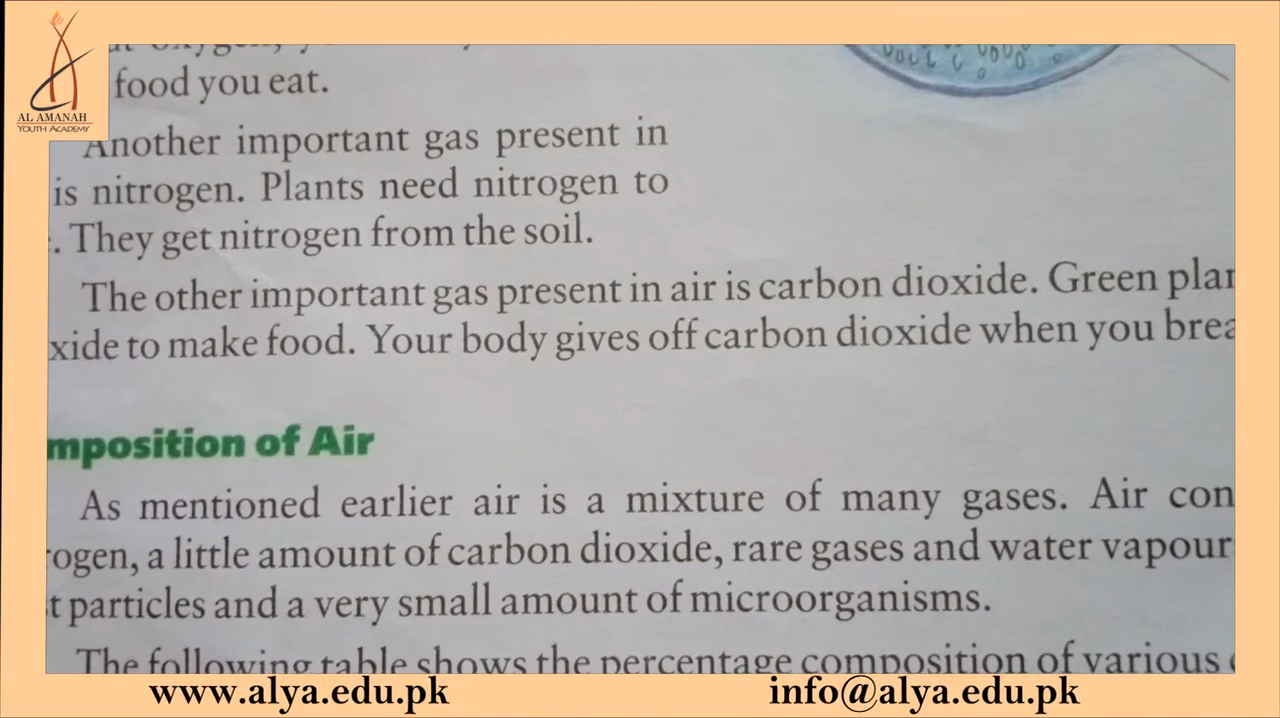 AL AMANAH
YOUTH ACADEMY
food you eat.
Another important gas present in
is nitrogen. Plants need nitrogen to
. They get nitrogen from the soil.
The other important gas present in air is carbon dioxide. Green plan
xide to make food. Your body gives off carbon dioxide when you brea
mposition of Air
As mentioned earlier air is a mixture of many gases. Air con
rogen, a little amount of carbon dioxide, rare gases and water vapour
t particles and a very small amount of microorganisms.
The following table shows the percentage composition of various
www.alya.edu.pk
info@alya.edu.pk